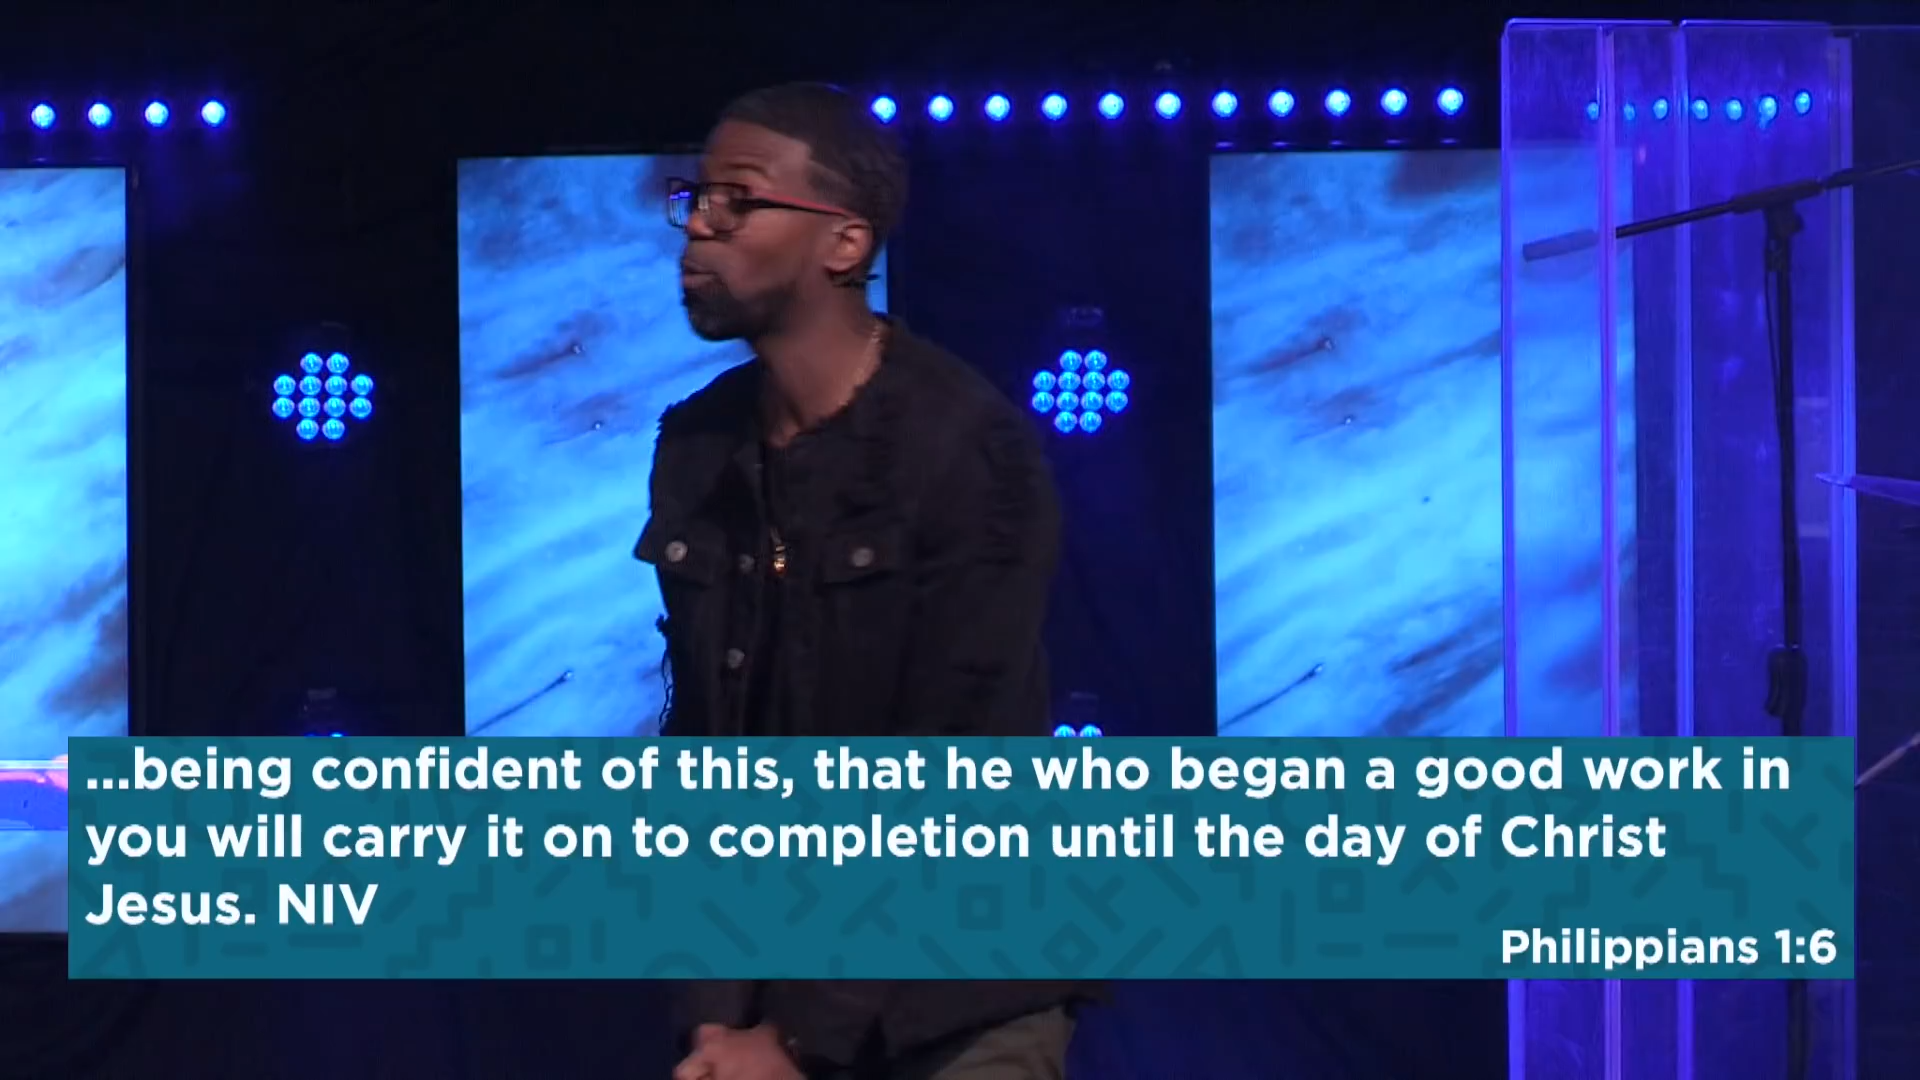 ...being confident of this, that he who began a good work in
you will carry it on to completion until the day of Christ
Jesus. NIV
Philippians 1:6